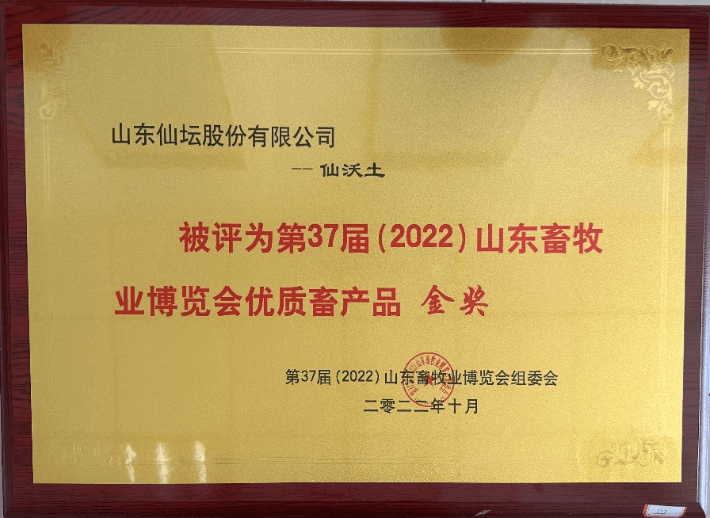 山东仙坛股份有限公司
--仙沃土
被评为第37届(2022)山东畜牧
业博览会优质畜产品 金奖
第37届(2022)山东畜牧业博览会组委会
二零二二年十月